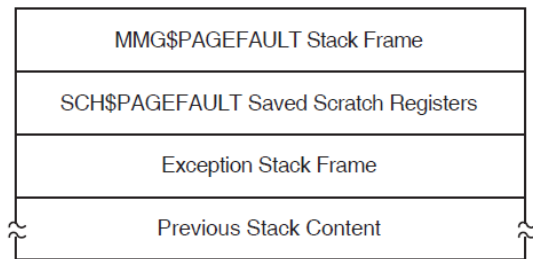 MMG$PAGEFAULT Stack Frame
SCH$PAGEFAULT Saved Scratch Registers
Exception Stack Frame
Previous Stack Content